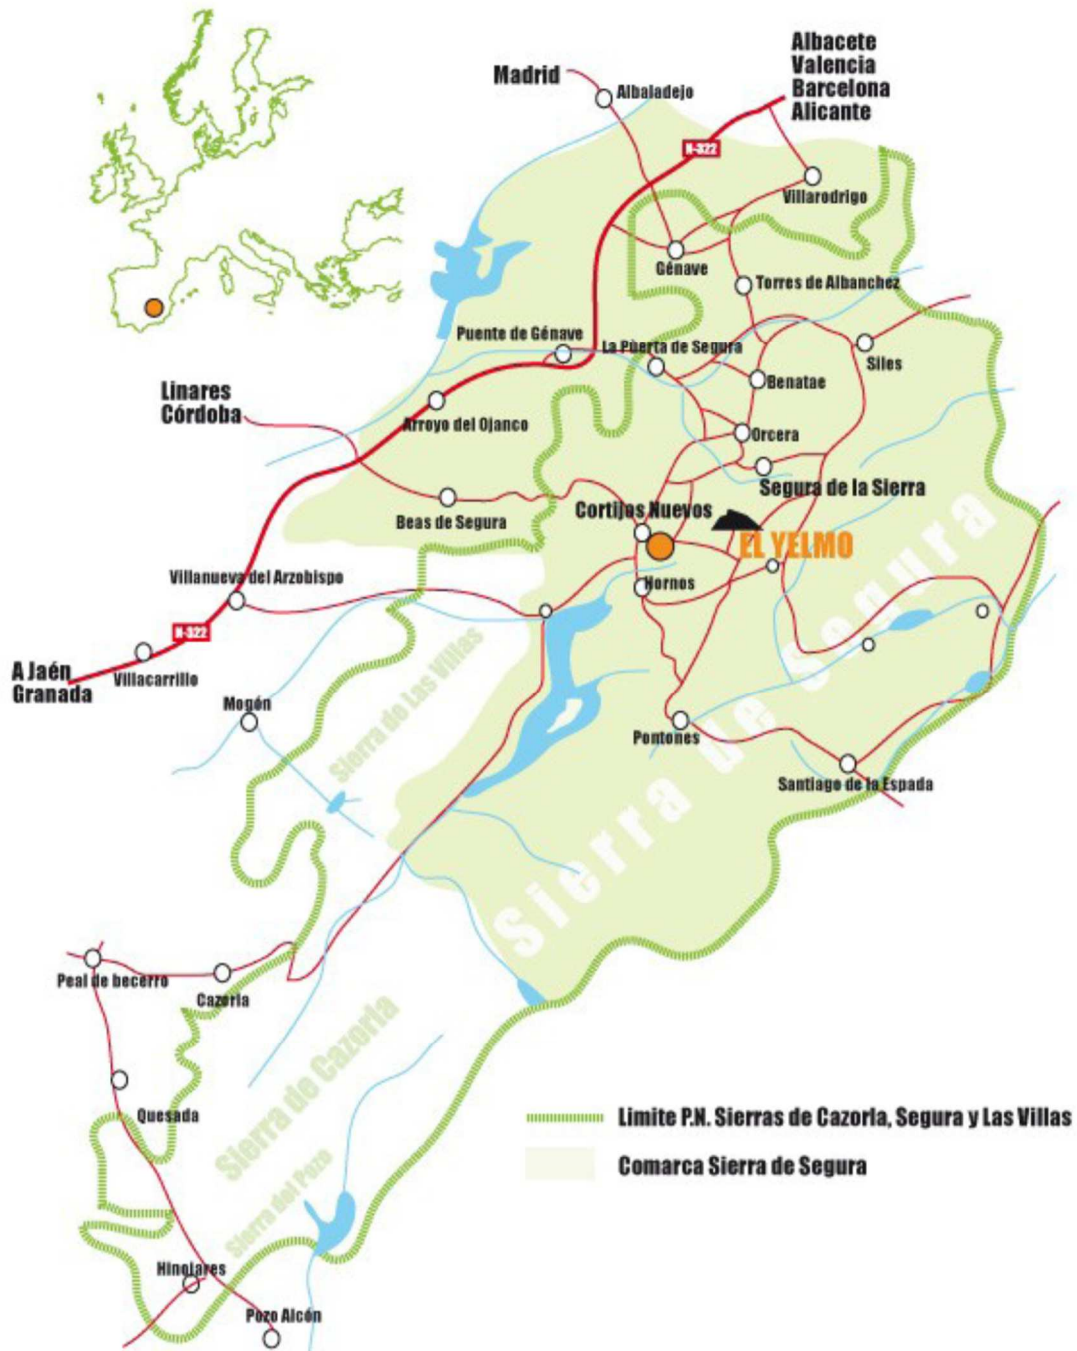 Madrid
Albaladejo
Albacete
Valencia
Barcelona
Alicante
N-322
Villarodrigo
Génave
Torres de Albanchez
Puente de Génave
La Pùerta de Segura
Siles
Benatae
Linares
Córdoba
Arroyo del Ojanco
Orcera
Segura de la Sierra
Beas de Segura
Cortijos Nuevos
EL YELMO
Villanueva del Arzobispo
Hornos
N-322
A Jaén
Granada
Villacarrillo
Mogón
Sierra de Las Villas
Pontones
Santiago de la Espada
Sierra de Segura
Peal de becerro
Cazorla
Sierra de Cazorla
Quesada
Sierra del Pozo
Hinojares
Pozo Alcón
Limite P.N. Sierras de Cazorla, Segura y Las Villas
Comarca Sierra de Segura